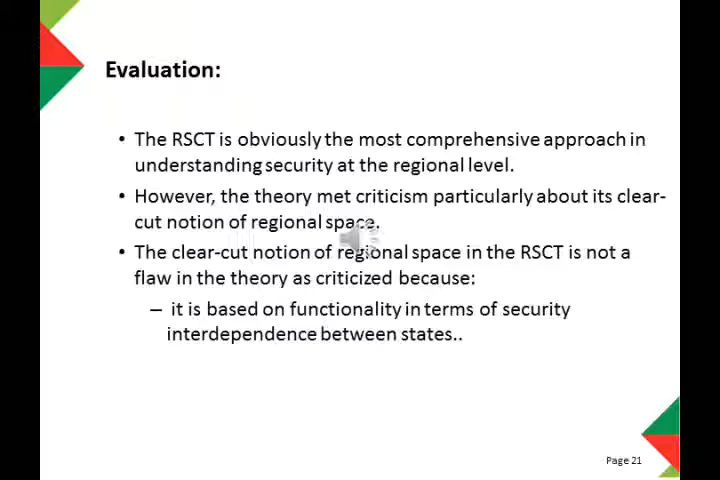 Evaluation:
• The RSCT is obviously the most comprehensive approach in
understanding security at the regional level.
• However, the theory met criticism particularly about its clear-
cut notion of regional space.
• The clear-cut notion of regional space in the RSCT is not a
flaw in the theory as criticized because:
– it is based on functionality in terms of security
interdependence between states..
Page 21